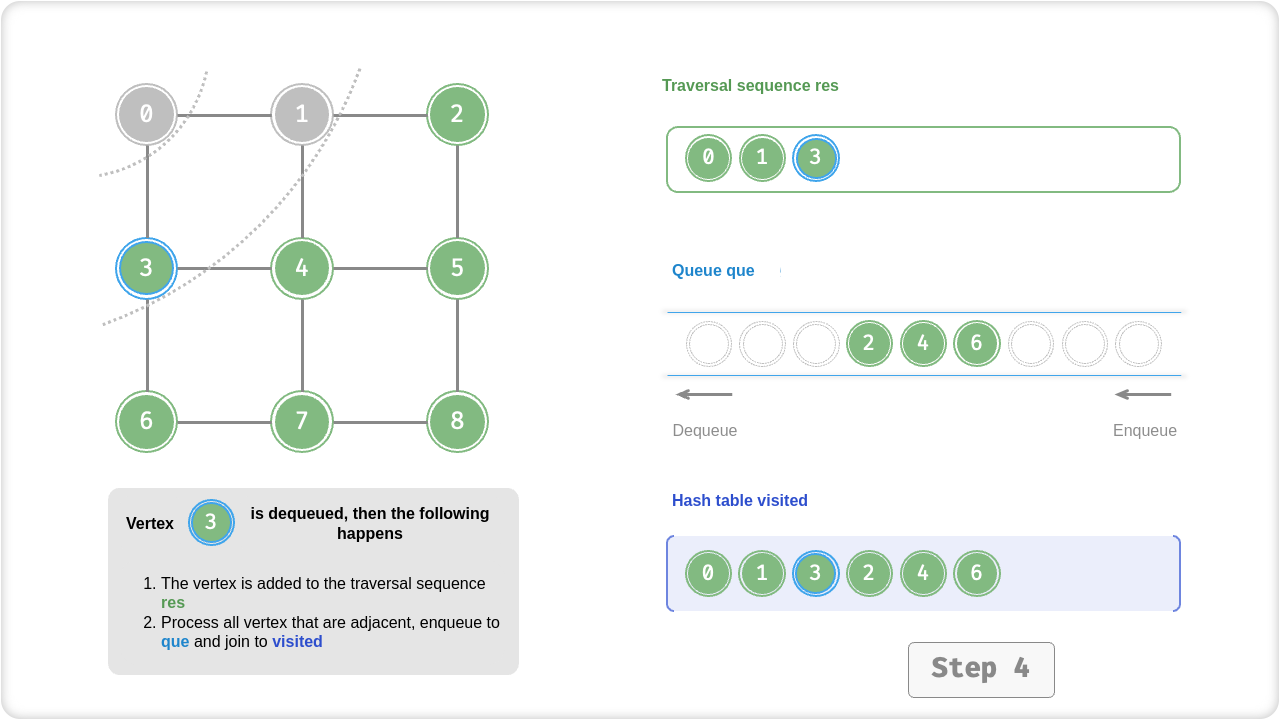 0 1 2
3 4 5
6 7 8
Vertex 3 is dequeued, then the following
happens
1. The vertex is added to the traversal sequence
res
2. Process all vertex that are adjacent, enqueue to
que and join to visited
Traversal sequence res
0 1 3
Queue que
2 4 6
Dequeue Enqueue
Hash table visited
0 1 3 2 4 6
Step 4